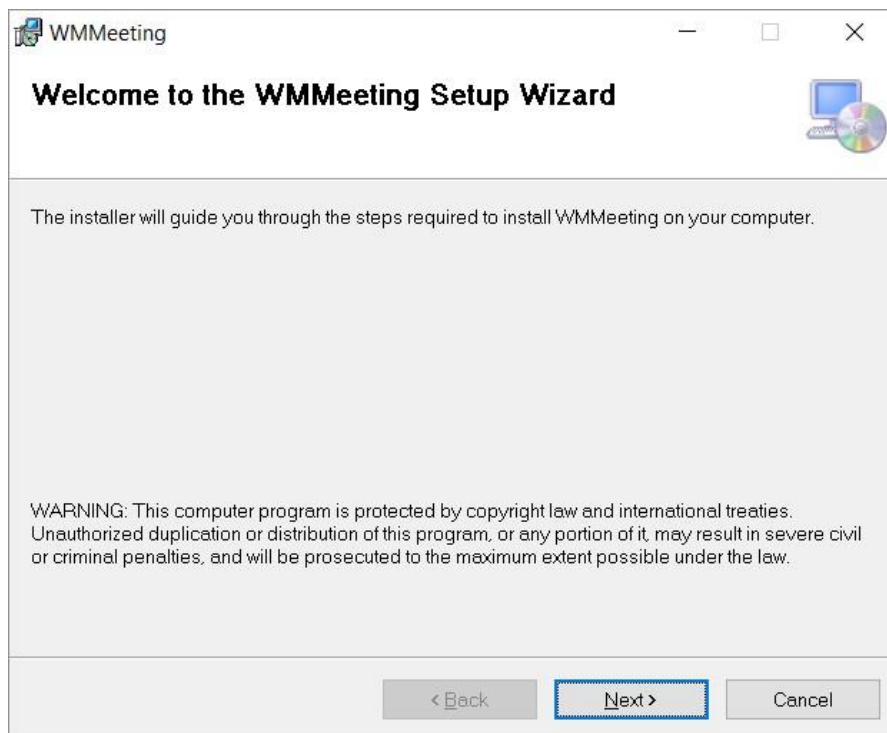 WMMeeting
Welcome to the WMMeeting Setup Wizard
The installer will guide you through the steps required to install WMMeeting on your computer.
WARNING: This computer program is protected by copyright law and international treaties.
Unauthorized duplication or distribution of this program, or any portion of it, may result in severe civil
or criminal penalties, and will be prosecuted to the maximum extent possible under the law.
< Back Next > Cancel